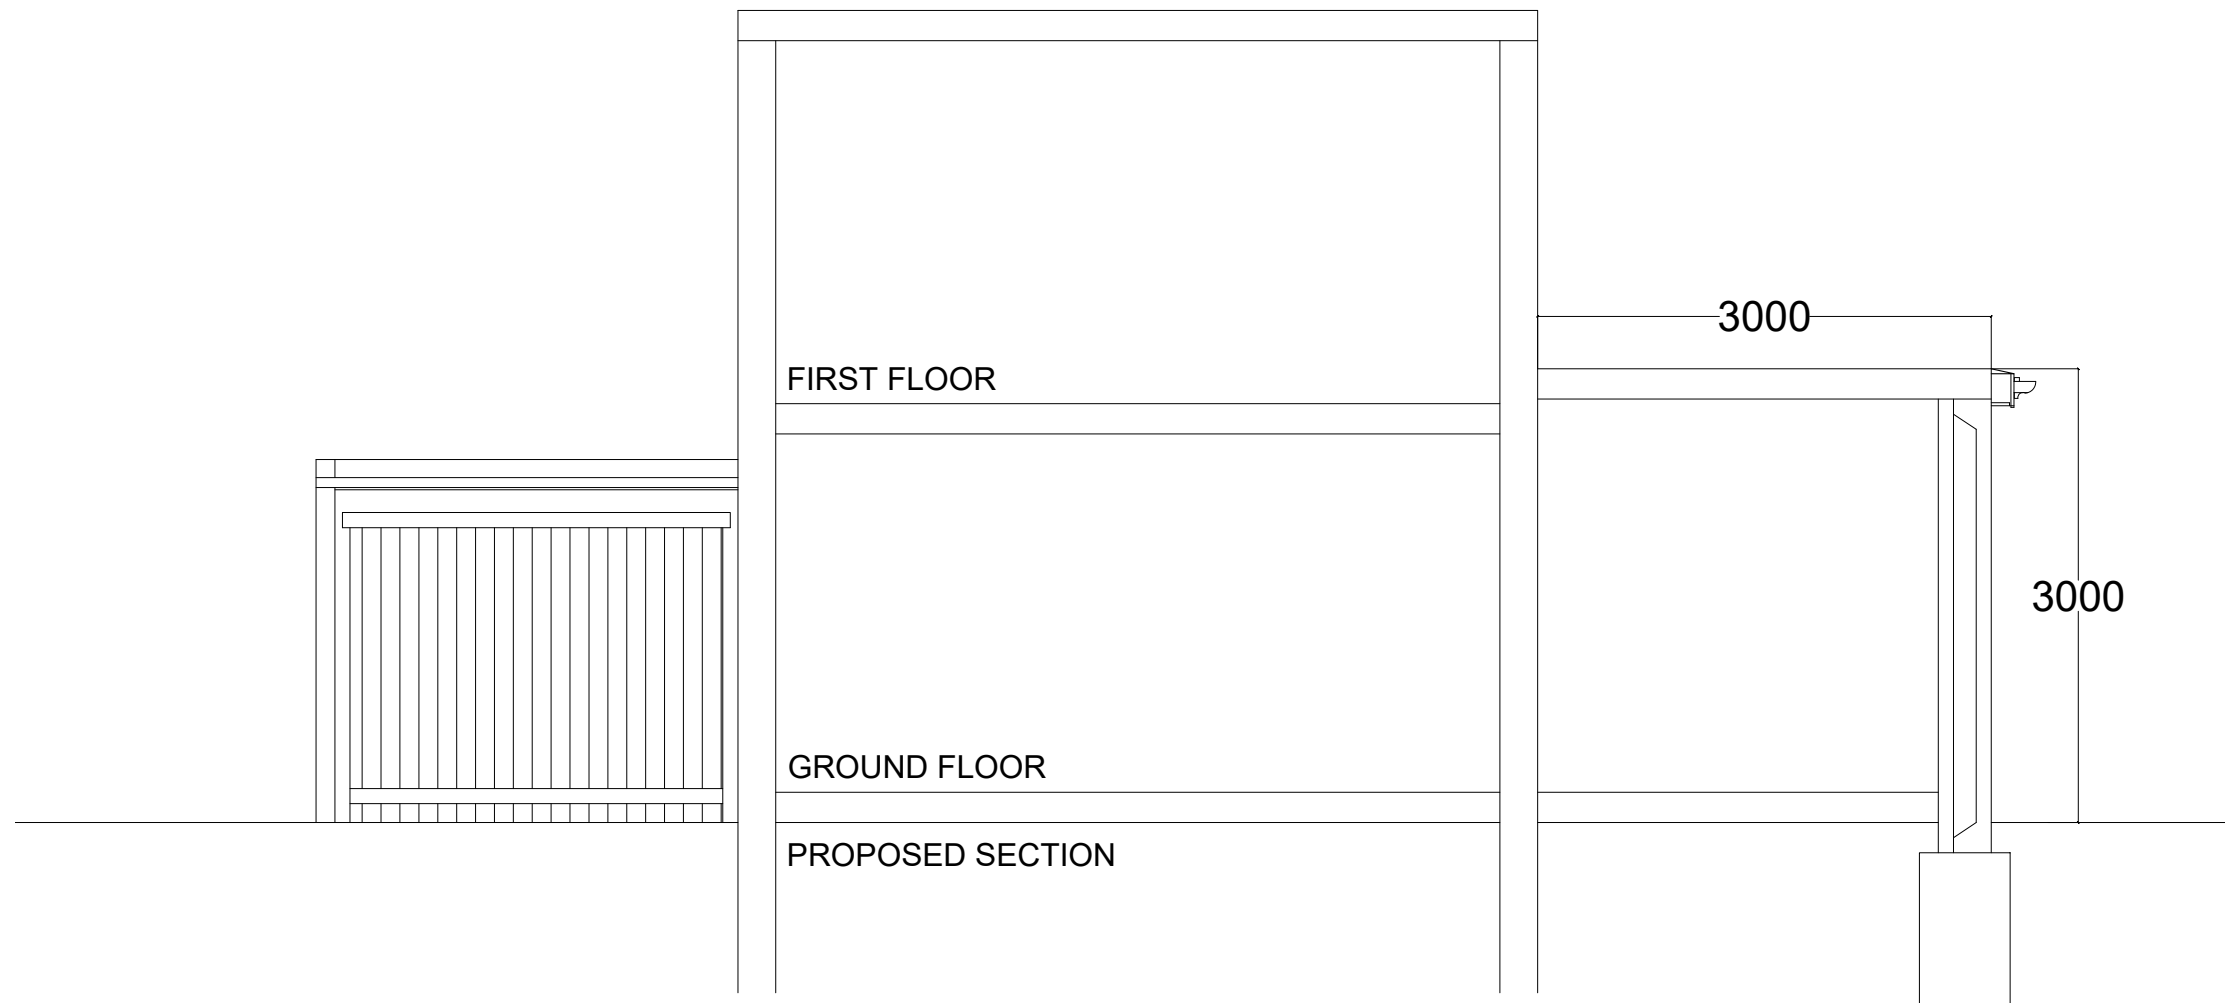 3000
FIRST FLOOR
3000
GROUND FLOOR
PROPOSED SECTION